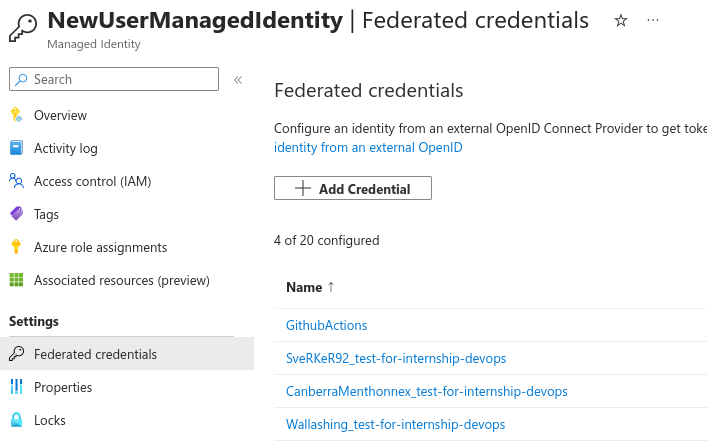 NewUserManagedIdentity | Federated credentials
Managed Identity
Search
Overview
Activity log
Access control (IAM)
Tags
Azure role assignments
Associated resources (preview)
Settings
Federated credentials
Properties
Locks
Federated credentials
Configure an identity from an external OpenID Connect Provider to get
identity from an external OpenID
Add Credential
4 of 20 configured
Name ↑
GithubActions
SveRKeR92_test-for-internship-devops
CanberraMenthonnex_test-for-internship-devops
Wallashing_test-for-internship-devops